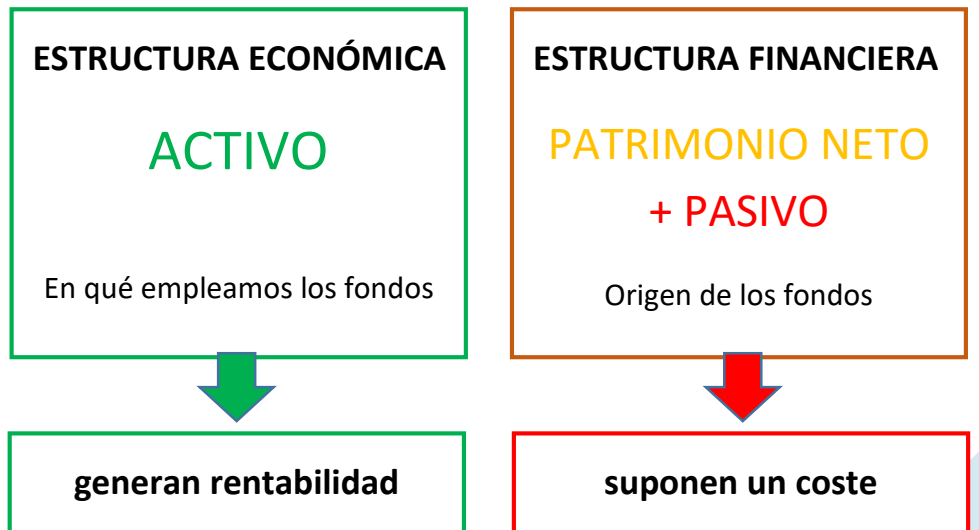 ESTRUCTURA ECONÓMICA
ACTIVO
En qué empleamos los fondos
generan rentabilidad
ESTRUCTURA FINANCIERA
PATRIMONIO NETO
+ PASIVO
Origen de los fondos
suponen un coste